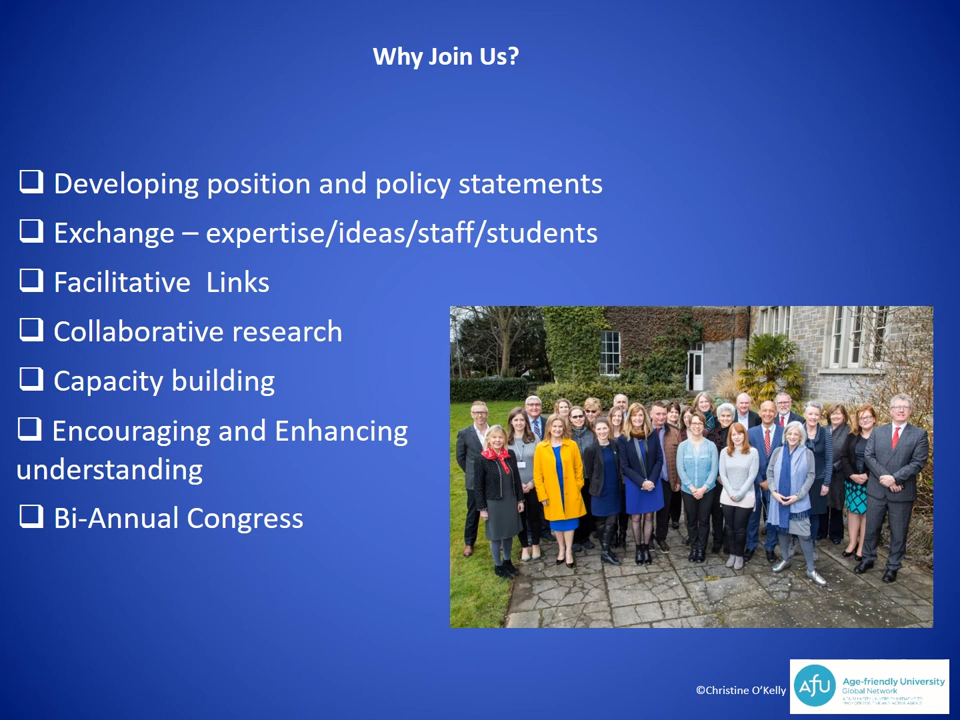 Why Join Us?
Developing position and policy statements
Exchange – expertise/ideas/staff/students
Facilitative Links
Collaborative research
Capacity building
Encouraging and Enhancing
understanding
Bi-Annual Congress
©Christine O’Kelly
AfU
Age-friendly University
Global Network